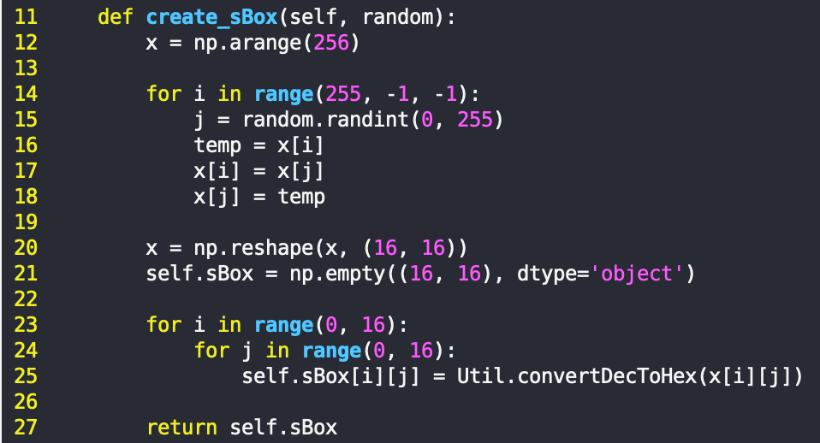 11 def create_sBox(self, random):
12 x = np.arange(256)
13
14 for i in range(255, -1, -1):
15 j = random.randint(0, 255)
16 temp = x[i]
17 x[i] = x[j]
18 x[j] = temp
19
20 x = np.reshape(x, (16, 16))
21 self.sBox = np.empty((16, 16), dtype='object')
22
23 for i in range(0, 16):
24 for j in range(0, 16):
25 self.sBox[i][j] = Util.convertDecToHex(x[i][j])
26
27 return self.sBox